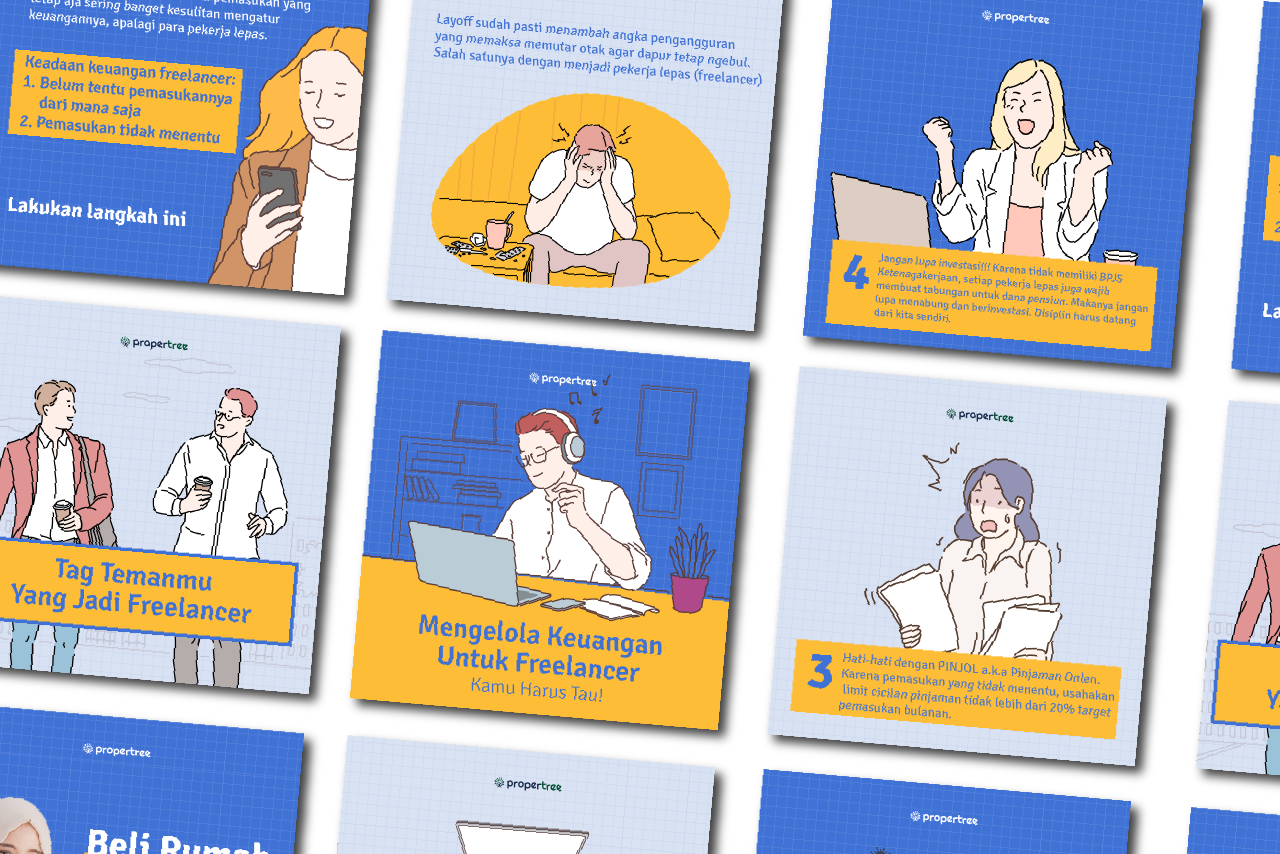 pemasukan yang
tetap aja sering banget kesulitan mengatur
keuangannya, apalagi para pekerja lepas.
Keadaan keuangan freelancer:
1. Belum tentu pemasukannya
dari mana saja
2. Pemasukan tidak menentu
Lakukan langkah ini
Layoff sudah pasti menambah angka pengangguran
yang memaksa memutar otak agar dapur tetap ngebul.
Salah satunya dengan menjadi pekerja lepas (freelancer)
propertree
4
Jangan lupa investasi!!! Karena tidak memiliki BPJS
Ketenagakerjaan, setiap pekerja lepas juga wajib
membuat tabungan untuk dana pensiun. Makanya jangan
lupa menabung dan berinvestasi. Disiplin harus datang
dari kita sendiri.
2
La
propertree
Tag Temanmu
Yang Jadi Freelancer
propertree
Mengelola Keuangan
Untuk Freelancer
Kamu Harus Tau!
propertree
3
Hati-hati dengan PINJOL a.k.a Pinjaman Onlen.
Karena pemasukan yang tidak menentu, usahakan
limit cicilan pinjaman tidak lebih dari 20% target
pemasukan bulanan.
Y
propertree
Beli Rumah
propertree
propertree